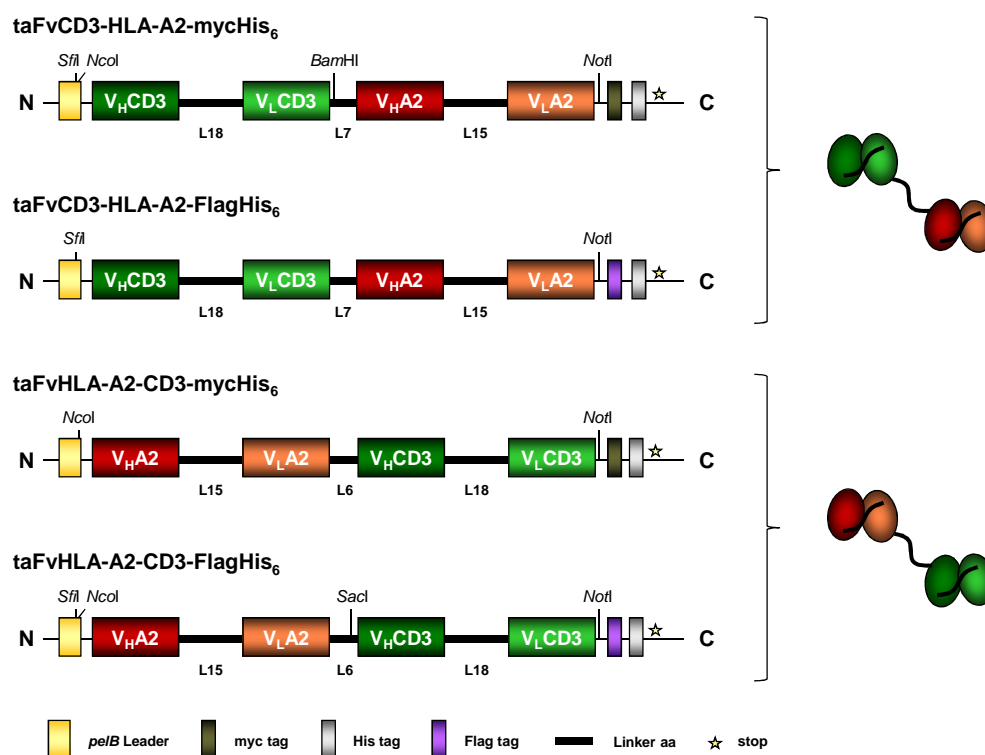 taFvCD3-HLA-A2-mycHis6
SfiI NcoI BamHI NotI
N VHCD3 VLCD3 VHA2 VLA2 C
L18 L7 L15
taFvCD3-HLA-A2-FlagHis6
SfiI NotI
N VHCD3 VLCD3 VHA2 VLA2 C
L18 L7 L15
taFvHLA-A2-CD3-mycHis6
NcoI NotI
N VHA2 VLA2 VHCD3 VLCD3 C
L15 L6 L18
taFvHLA-A2-CD3-FlagHis6
SfiI NcoI SacI NotI
N VHA2 VLA2 VHCD3 VLCD3 C
L15 L6 L18
pelB Leader myc tag His tag Flag tag Linker aa stop